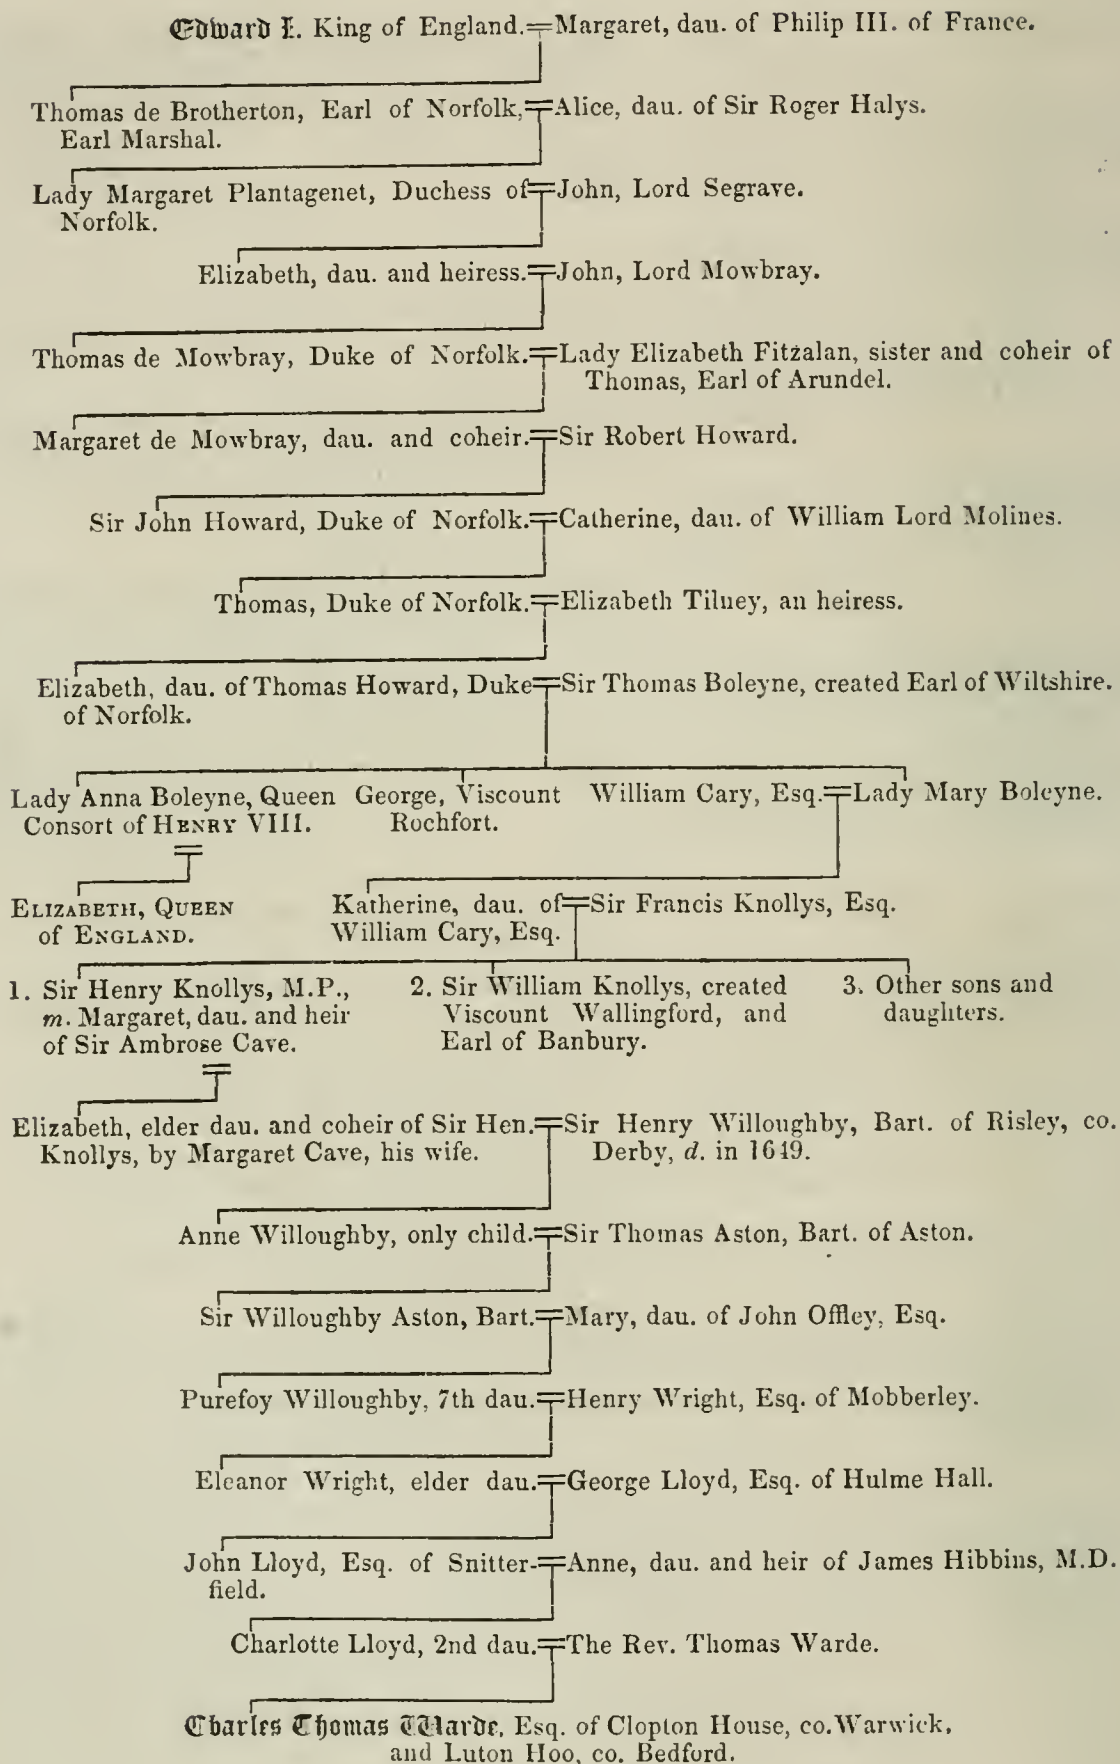 Edward I. King of England.=Margaret, dau. of Philip III. of France.
Thomas de Brotherton, Earl of Norfolk,=Alice, dau. of Sir Roger Halys.
Earl Marshal.
Lady Margaret Plantagenet, Duchess of=John, Lord Segrave.
Norfolk.
Elizabeth, dau. and heiress.=John, Lord Mowbray.
Thomas de Mowbray, Duke of Norfolk.=Lady Elizabeth Fitzalan, sister and coheir of
Thomas, Earl of Arundel.
Margaret de Mowbray, dau. and coheir.=Sir Robert Howard.
Sir John Howard, Duke of Norfolk.=Catherine, dau. of William Lord Molines.
Thomas, Duke of Norfolk.=Elizabeth Tilney, an heiress.
Elizabeth, dau. of Thomas Howard, Duke=Sir Thomas Boleyne, created Earl of Wiltshire.
of Norfolk.
Lady Anna Boleyne, Queen George, Viscount William Cary, Esq.=Lady Mary Boleyne.
Consort of HENRY VIII. Rochfort.
ELIZABETH, QUEEN Katherine, dau. of=Sir Francis Knollys, Esq.
of ENGLAND. William Cary, Esq.
1. Sir Henry Knollys, M.P., 2. Sir William Knollys, created 3. Other sons and
m. Margaret, dau. and heir Viscount Wallingford, and daughters.
of Sir Ambrose Cave. Earl of Banbury.
Elizabeth, elder dau. and coheir of Sir Hen.=Sir Henry Willoughby, Bart. of Risley, co.
Knollys, by Margaret Cave, his wife. Derby, d. in 1649.
Anne Willoughby, only child.=Sir Thomas Aston, Bart. of Aston.
Sir Willoughby Aston, Bart.=Mary, dau. of John Offley, Esq.
Purefoy Willoughby, 7th dau.=Henry Wright, Esq. of Mobberley.
Eleanor Wright, elder dau.=George Lloyd, Esq. of Hulme Hall.
John Lloyd, Esq. of Snitter-=Anne, dau. and heir of James Hibbins, M.D.
field.
Charlotte Lloyd, 2nd dau.=The Rev. Thomas Warde.
Charles Thomas Warde, Esq. of Clopton House, co. Warwick,
and Luton Hoo, co. Bedford.